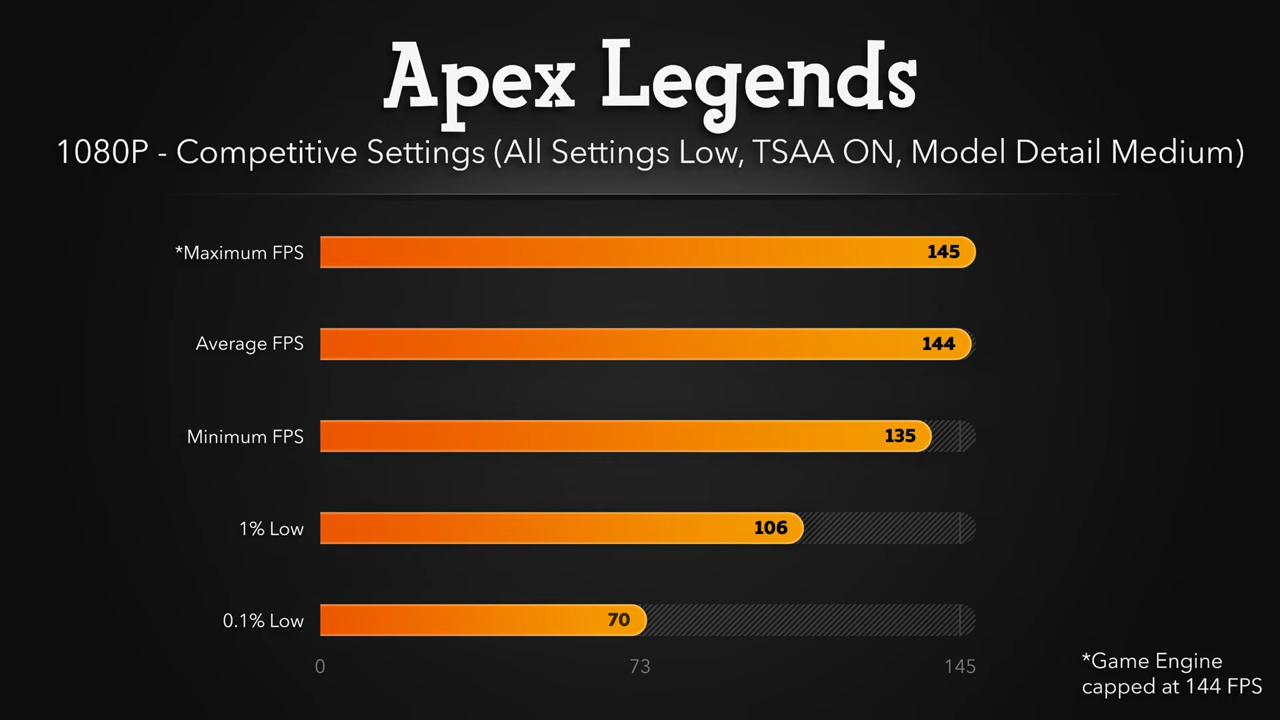 Apex Legends
1080P - Competitive Settings (All Settings Low, TSAA ON, Model Detail Medium)
*Maximum FPS 145
Average FPS 144
Minimum FPS 135
1% Low 106
0.1% Low 70
0 73 145
*Game Engine
capped at 144 FPS